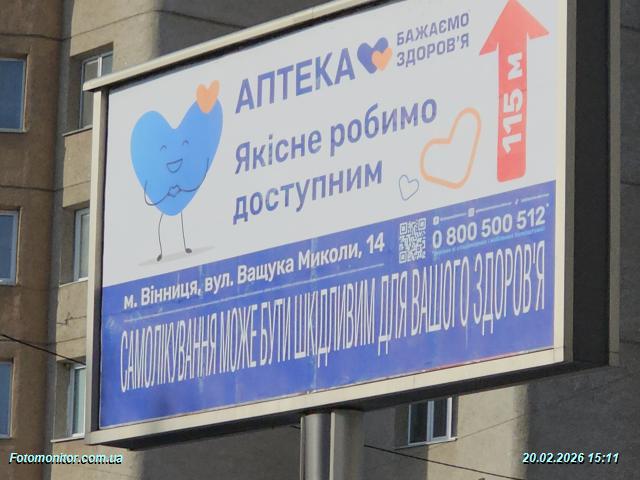 АПТЕКА
БАЖАЄМО
ЗДОРОВ'Я
115 м
Якісне робимо
доступним
0 800 500 512*
м. Вінниця, вул. Ващука Миколи, 14
САМОЛІКУВАННЯ МОЖЕ БУТИ ШКІДЛИВИМ ДЛЯ ВАШОГО ЗДОРОВ'Я
Fotomonitor.com.ua
20.02.2026 15:11